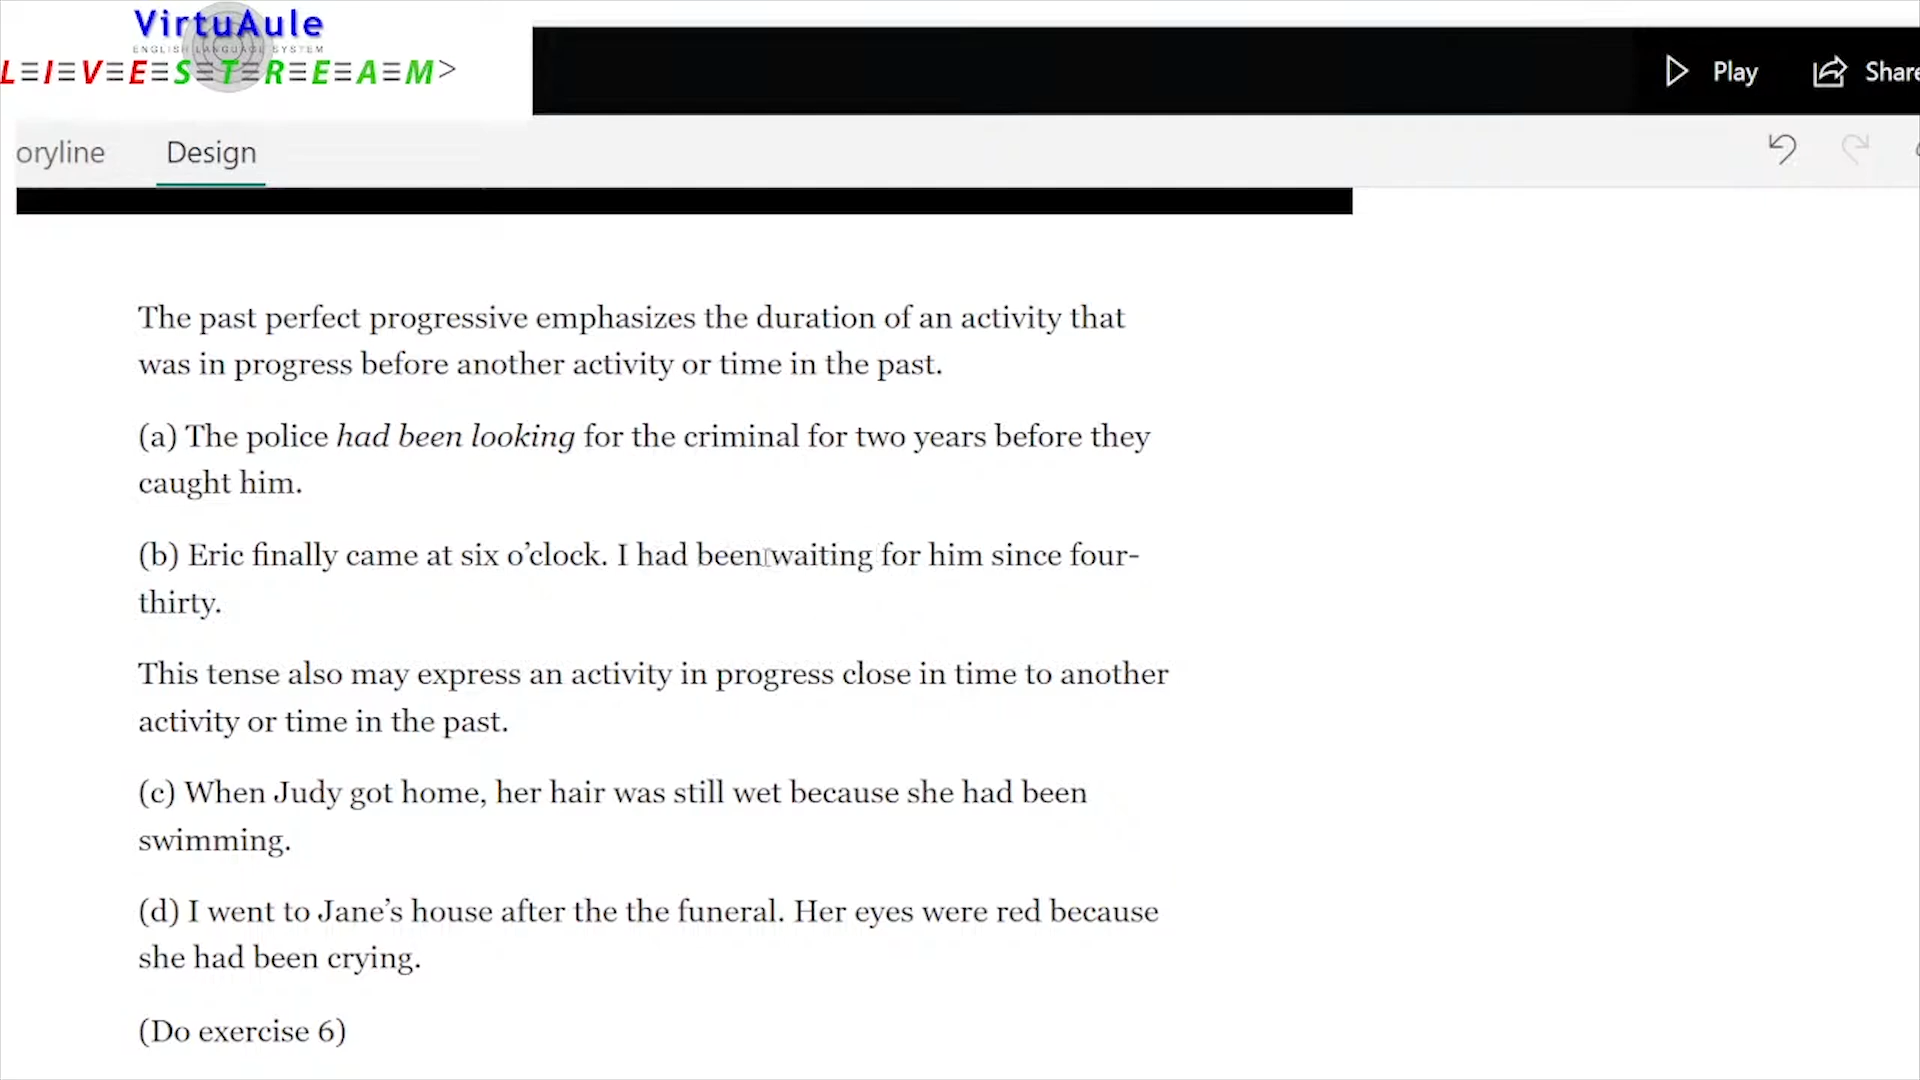 VirtuAule
ENGLISH LANGUAGE SYSTEM
L≡I≡V≡E≡S≡T≡R≡E≡A≡M>
Play Share
oryline Design
The past perfect progressive emphasizes the duration of an activity that
was in progress before another activity or time in the past.
(a) The police had been looking for the criminal for two years before they
caught him.
(b) Eric finally came at six o’clock. I had been waiting for him since four-
thirty.
This tense also may express an activity in progress close in time to another
activity or time in the past.
(c) When Judy got home, her hair was still wet because she had been
swimming.
(d) I went to Jane’s house after the the funeral. Her eyes were red because
she had been crying.
(Do exercise 6)